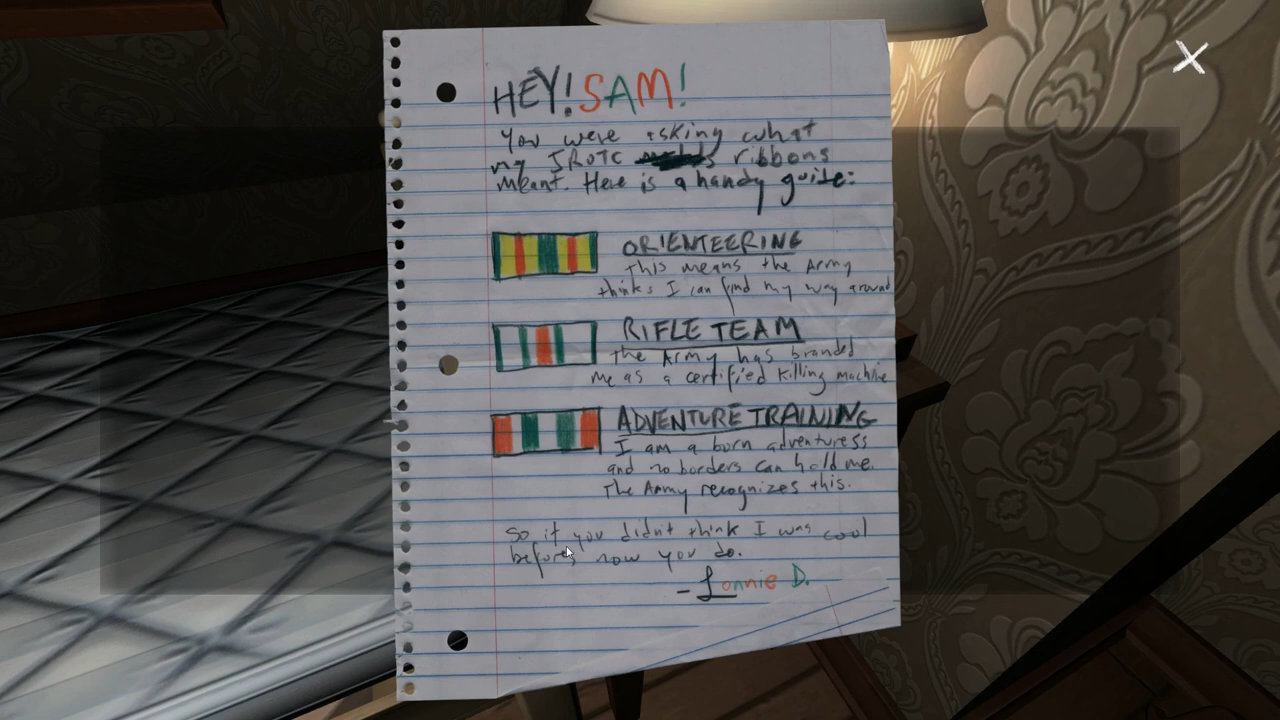 HEY! SAM!
You were asking what
my JROTC ribbons
meant. Here is a handy guide:
ORIENTEERING
This means the Army
thinks I can find my way around
RIFLE TEAM
The Army has branded
me as a certified killing machine
ADVENTURE TRAINING
I am a born adventuress
and no borders can hold me.
The Army recognizes this.
So if you didn't think I was cool
before, now you do.
- Lonnie D.